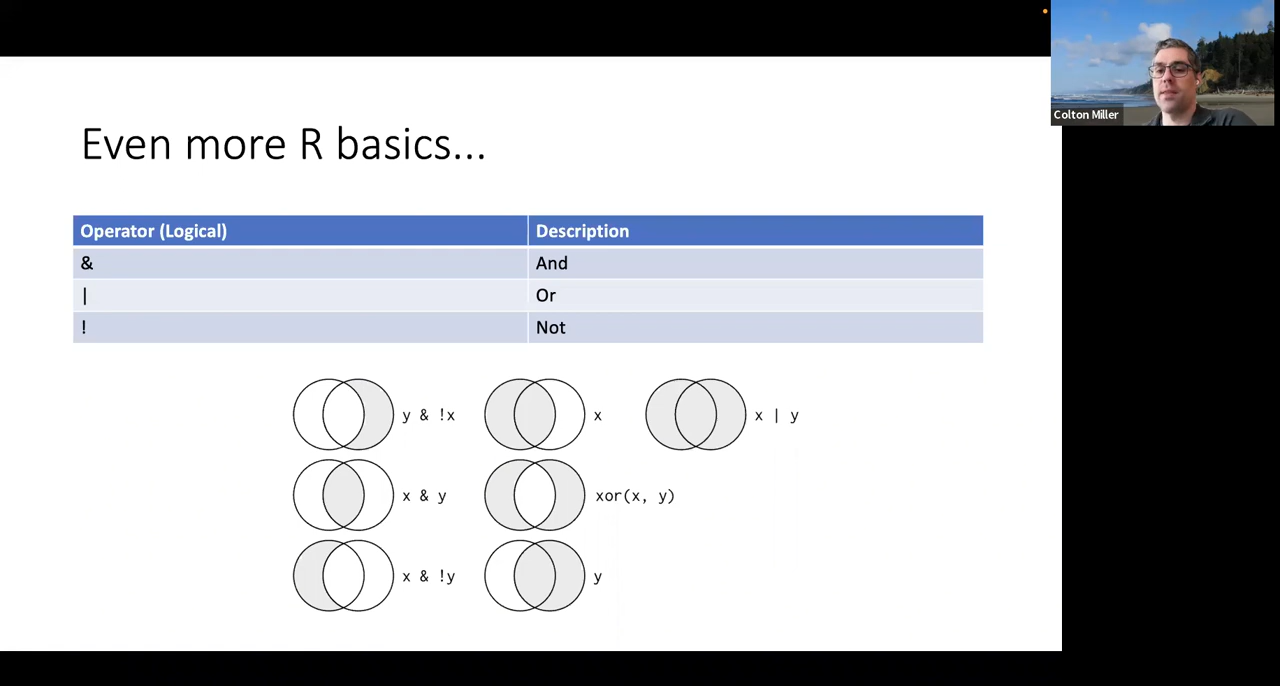 Colton Miller
Even more R basics...
Operator (Logical) Description
& And
| Or
! Not
y & !x x x | y
x & y xor(x, y)
x & !y y